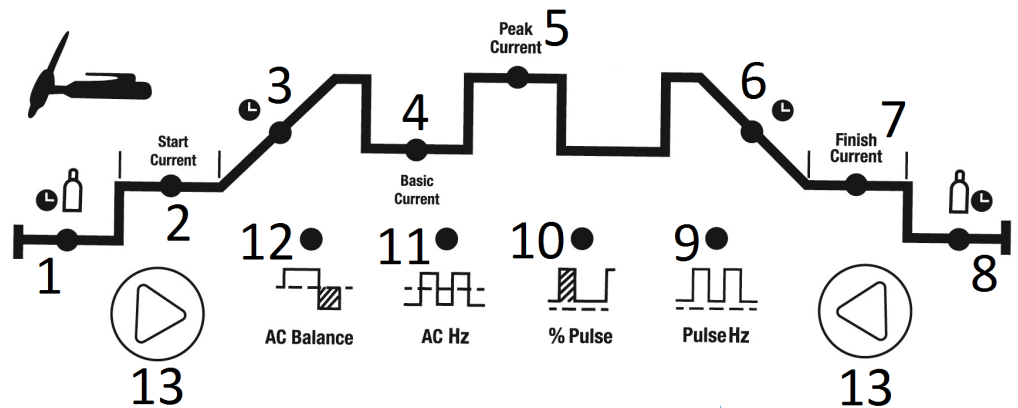 Peak
Current 5
3
6
4
7
Start
Current
Finish
Current
Basic
Current
2
1
12
11
10
9
8
AC Balance
AC Hz
% Pulse
Pulse Hz
13
13